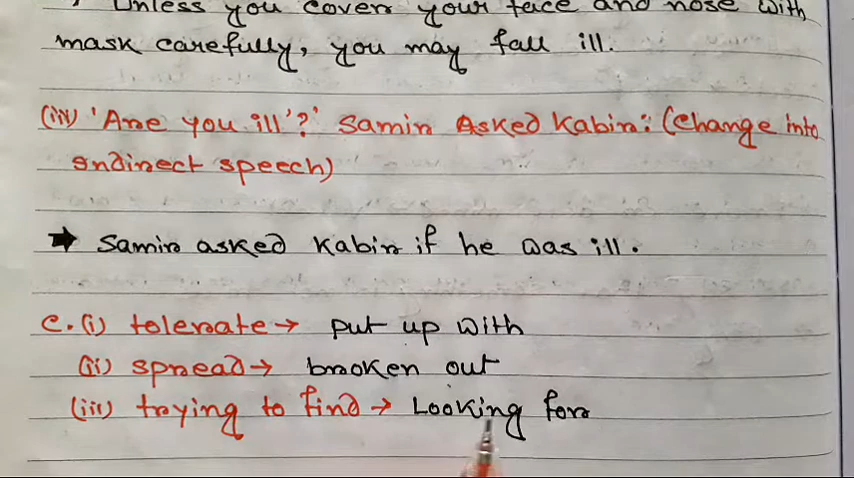 Unless you cover your face and nose with
mask carefully, you may fall ill.
(iv) 'Are you ill'?' Samir Asked Kabir: (Change into
Indirect speech)
→ Samir asked Kabir if he was ill.
C. (i) tolerate → put up with
(ii) spread → broken out
(iii) trying to find → Looking for